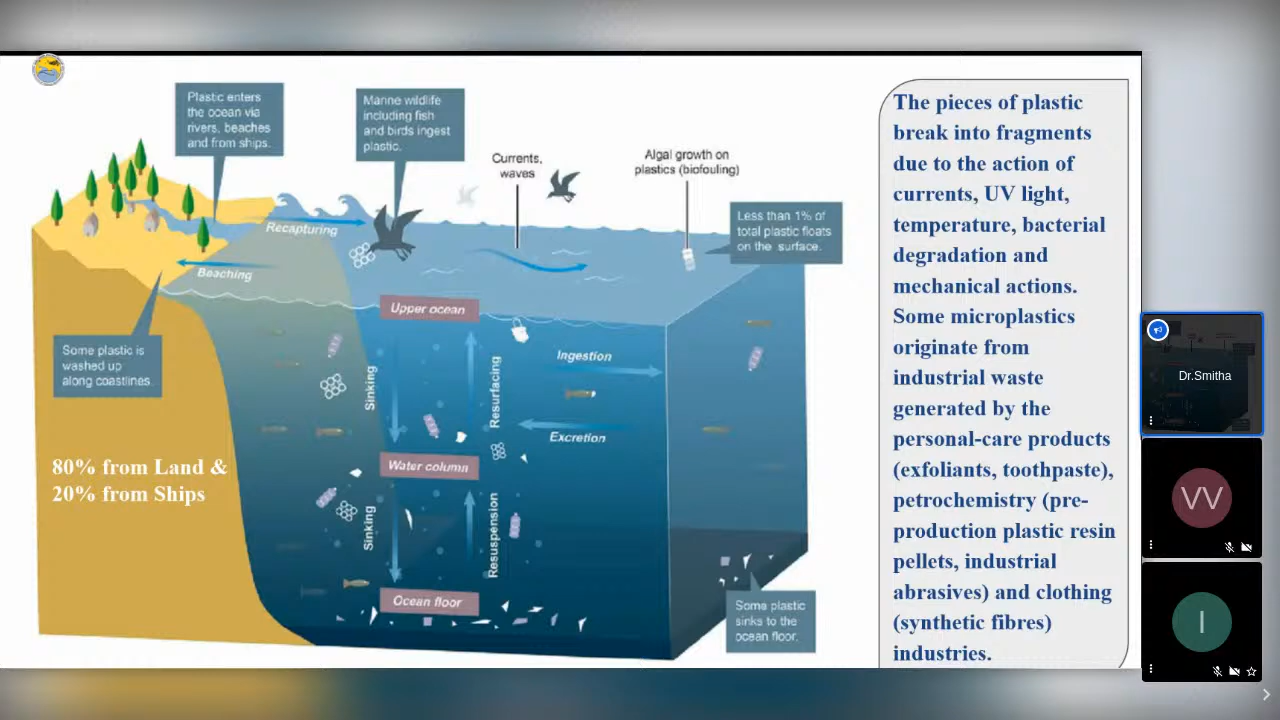 Plastic enters
the ocean via
rivers, beaches
and from ships.
Marine wildlife
including fish
and birds ingest
plastic.
Currents,
waves
Algal growth on
plastics (biofouling)
Less than 1% of
total plastic floats
on the surface.
Recapturing
Beaching
Some plastic is
washed up
along coastlines.
80% from Land &
20% from Ships
Upper ocean
Sinking
Resurfacing
Ingestion
Excretion
Water column
Sinking
Resuspension
Ocean floor
Some plastic
sinks to the
ocean floor.
The pieces of plastic
break into fragments
due to the action of
currents, UV light,
temperature, bacterial
degradation and
mechanical actions.
Some microplastics
originate from
industrial waste
generated by the
personal-care products
(exfoliants, toothpaste),
petrochemistry (pre-
production plastic resin
pellets, industrial
abrasives) and clothing
(synthetic fibres)
industries.
Dr.Smitha
VV
I